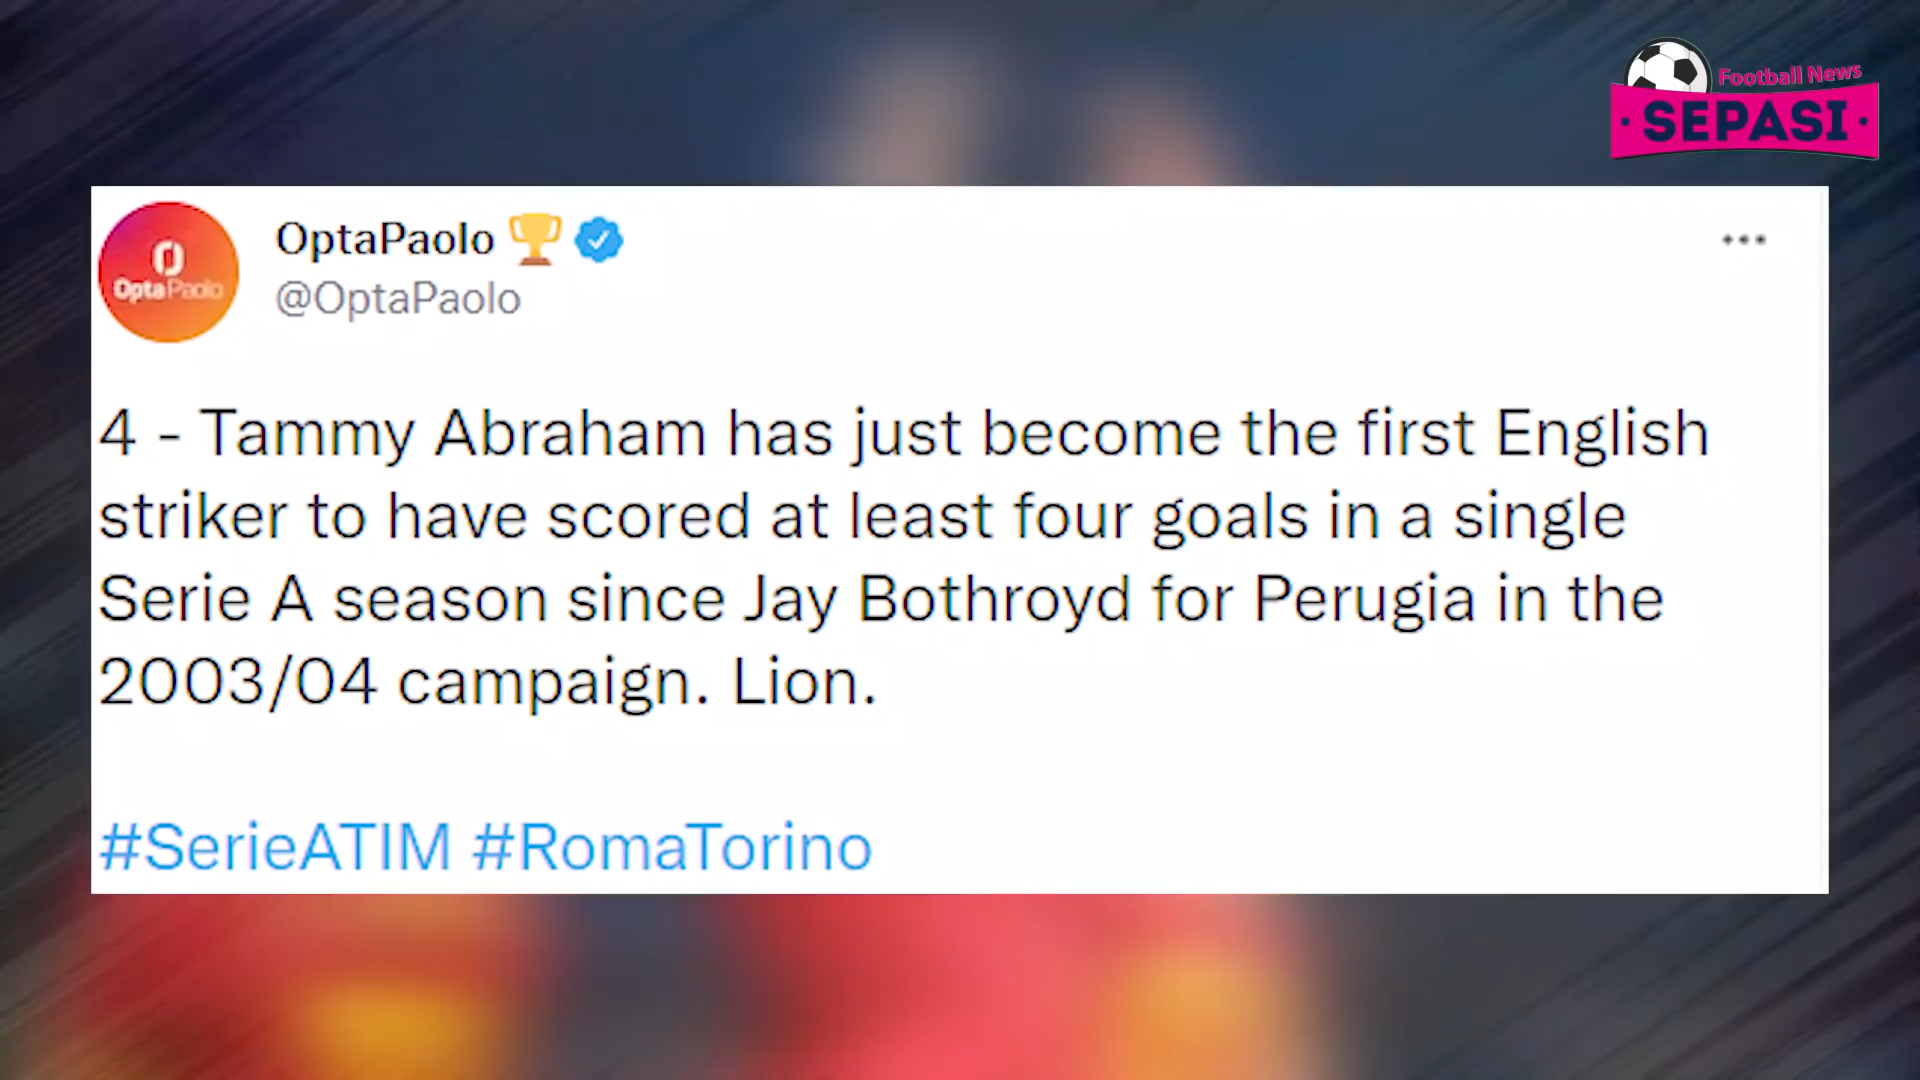 Football News
· SEPASI ·
OptaPaolo 🏆
Opta Paolo
@OptaPaolo
4 - Tammy Abraham has just become the first English
striker to have scored at least four goals in a single
Serie A season since Jay Bothroyd for Perugia in the
2003/04 campaign. Lion.
#SerieATIM #RomaTorino